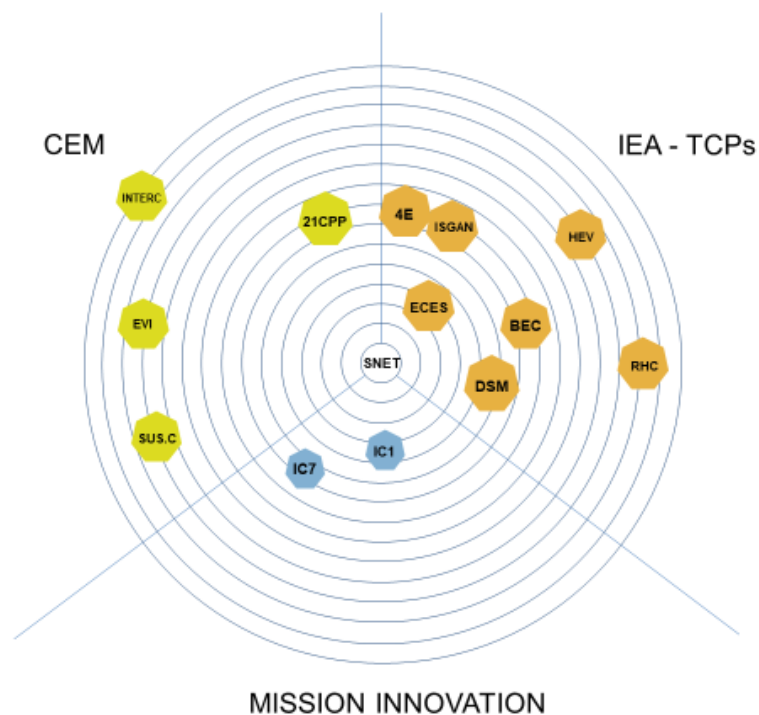 CEM
IEA - TCPs
INTERC
21CPP
4E
ISGAN
HEV
ECES
EVI
BEC
SNET
RHC
DSM
SUS.C
IC1
IC7
MISSION INNOVATION